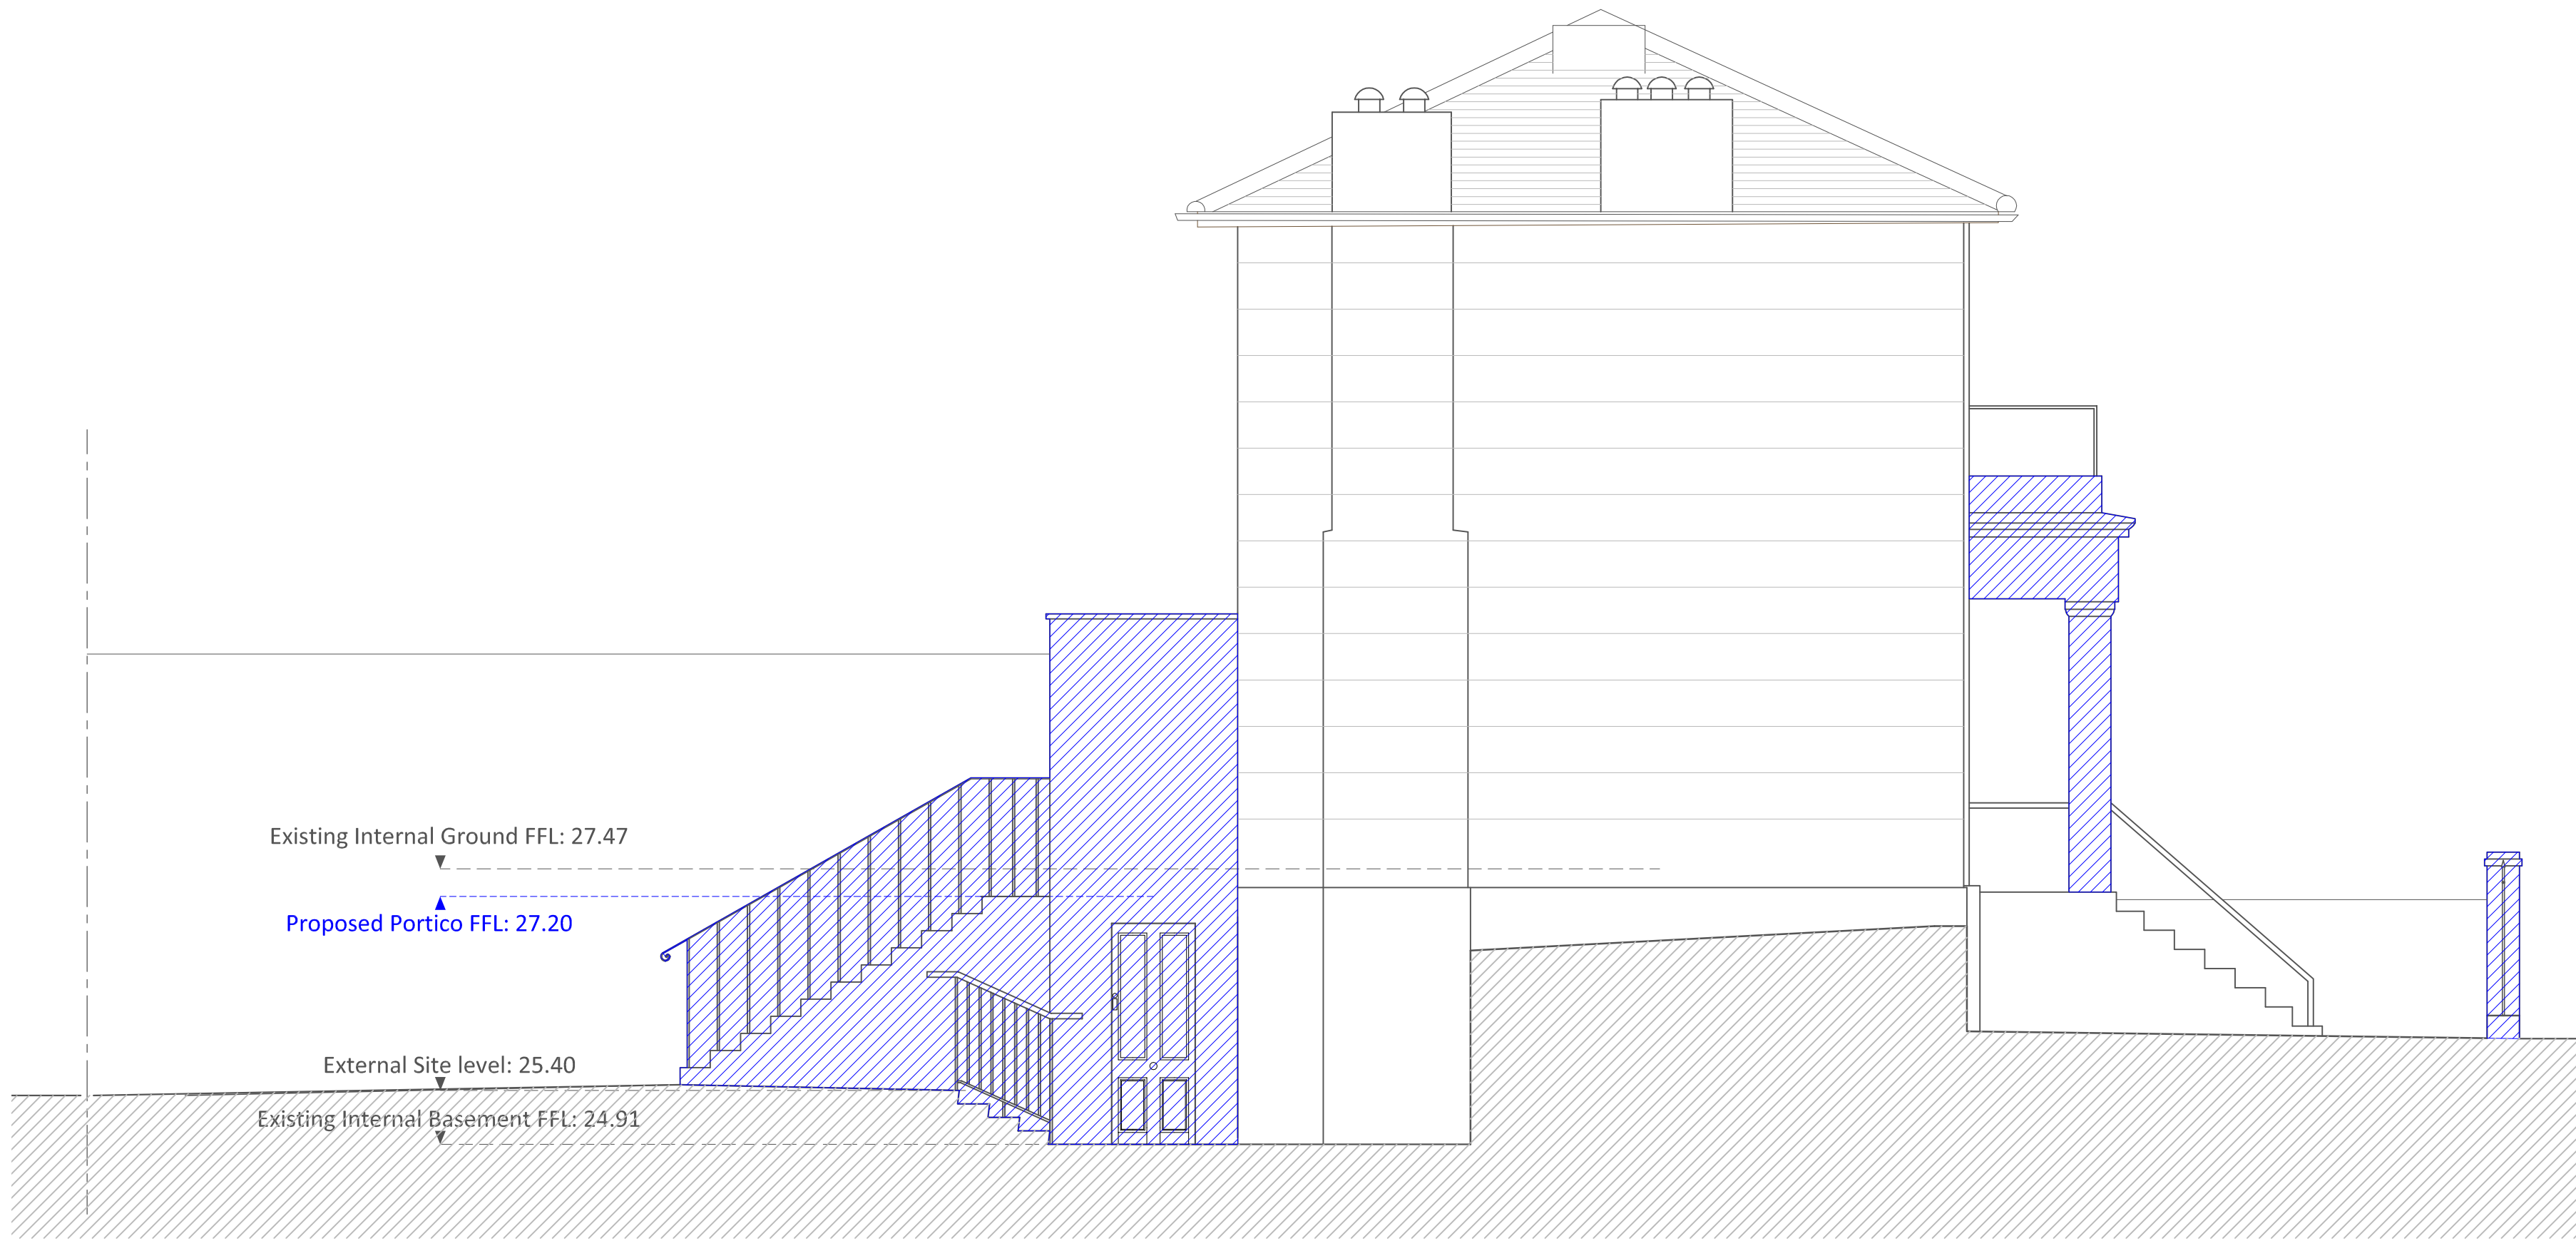 Existing Internal Ground FFL: 27.47
Proposed Portico FFL: 27.20
External Site level: 25.40
Existing Internal Basement FFL: 24.91